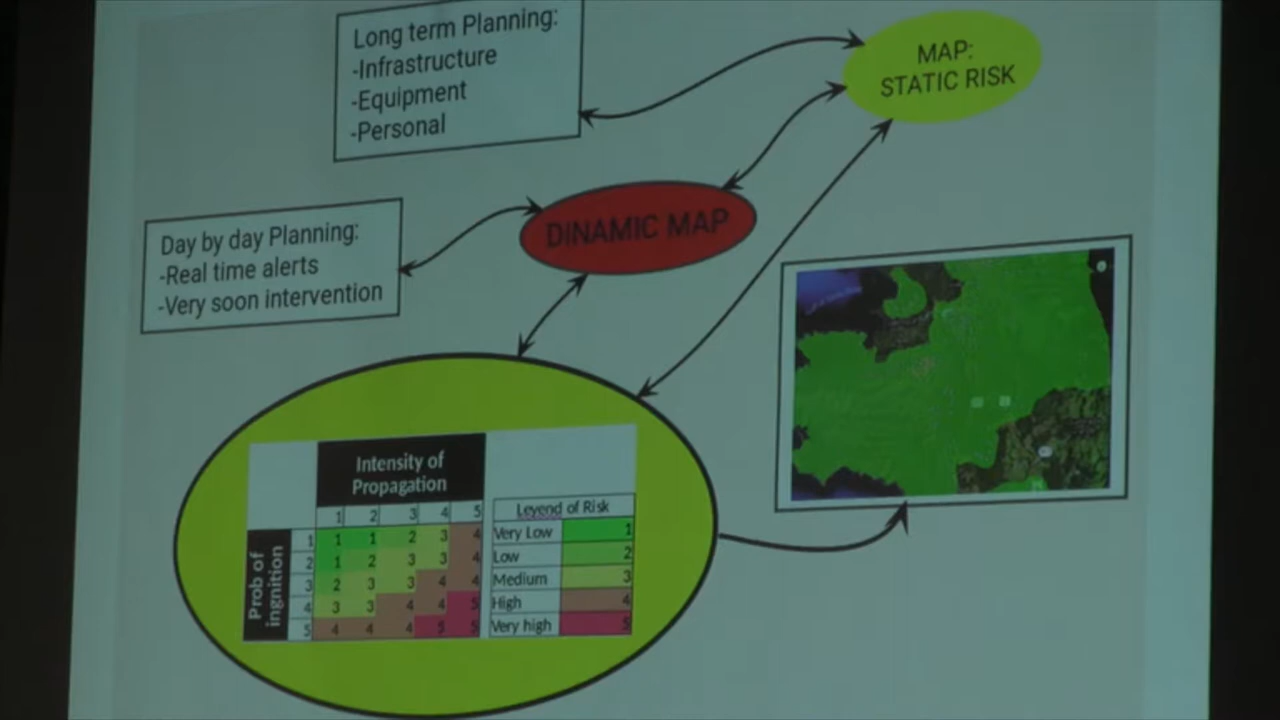 Long term Planning:
-Infrastructure
-Equipment
-Personal
MAP:
STATIC RISK
DINAMIC MAP
Day by day Planning:
-Real time alerts
-Very soon intervention
Intensity of
Propagation
1 2 3 4 5
Prob of
ingnition
1 1 1 2 3 4
2 1 2 3 3 4
3 2 3 3 4 4
4 3 3 4 4 5
5 4 4 4 5 5
Leyend of Risk
Very Low 1
Low 2
Medium 3
High 4
Very high 5